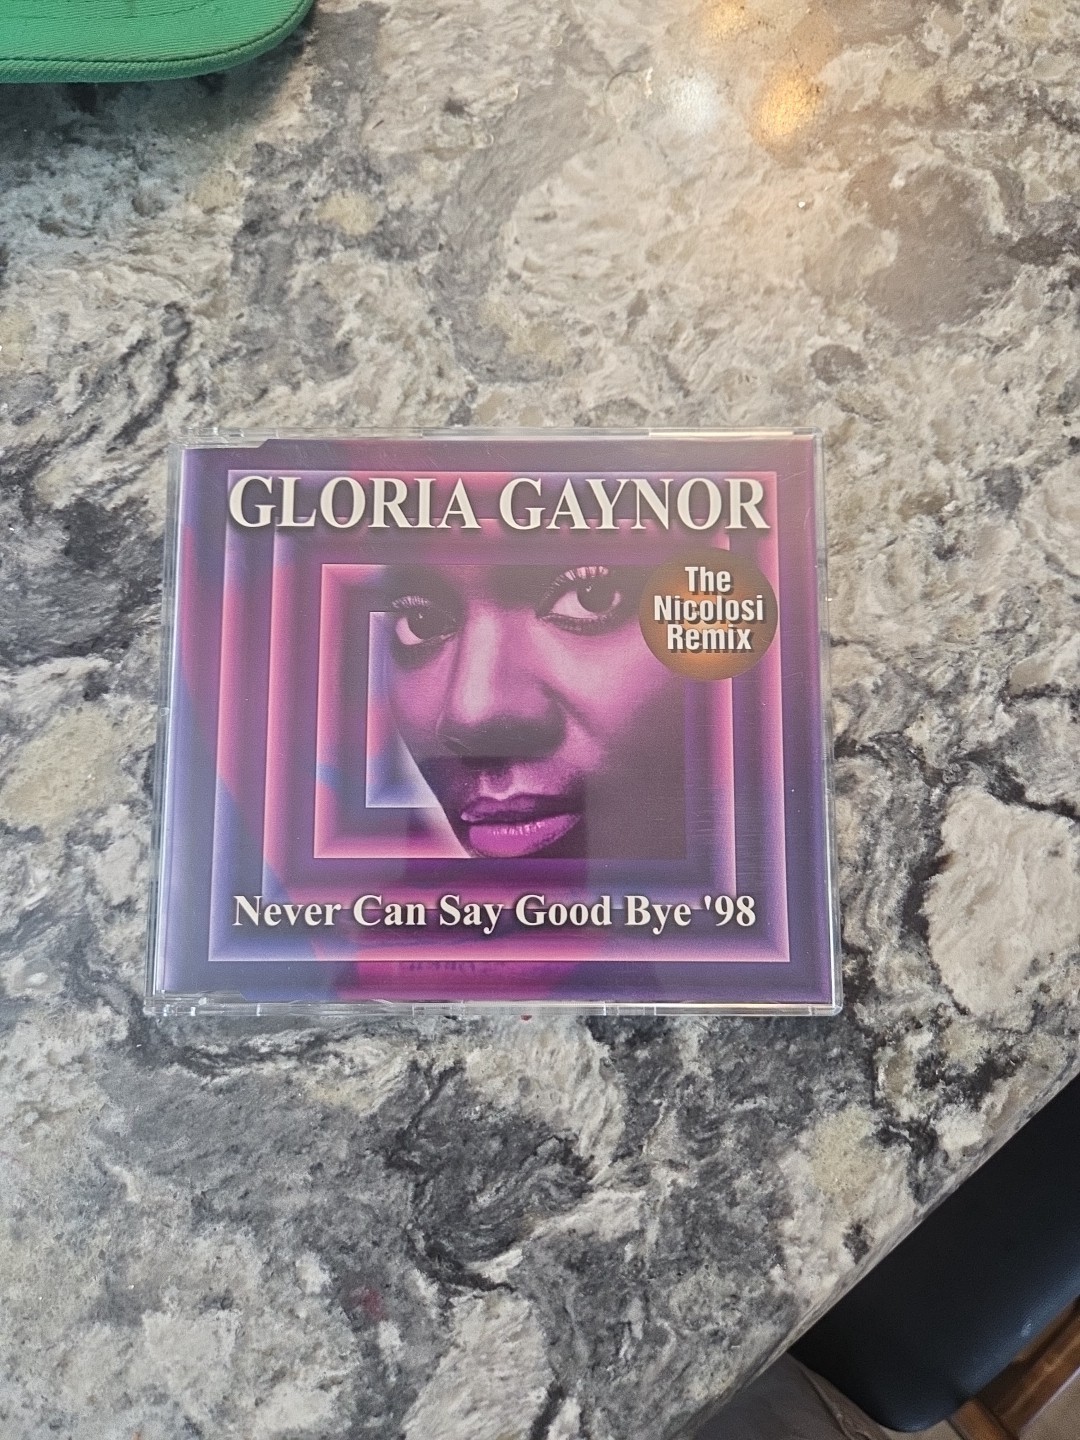 GLORIA GAYNOR
The
Nicolosi
Remix
Never Can Say Good Bye '98